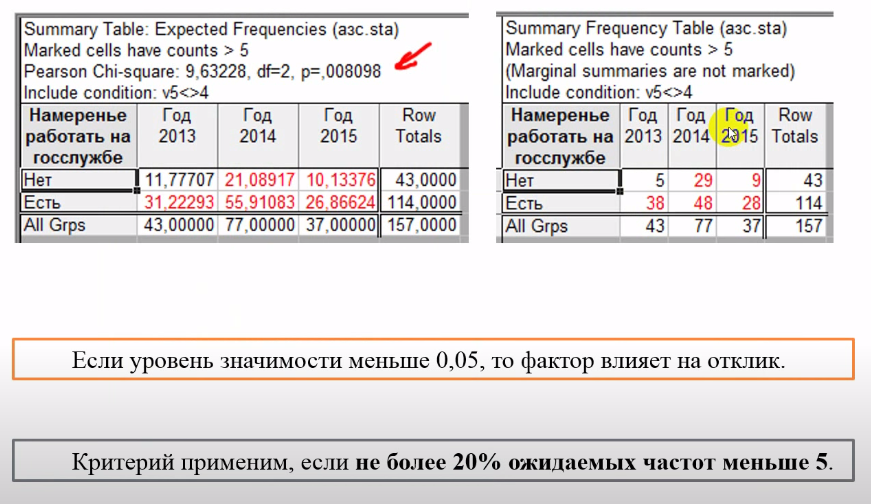 Summary Table: Expected Frequencies (азс.sta)
Marked cells have counts > 5
Pearson Chi-square: 9,63228, df=2, p=,008098
Include condition: v5<>4
Намеренье работать на госслужбе Год 2013 Год 2014 Год 2015 Row Totals
Нет 11,77707 21,08917 10,13376 43,0000
Есть 31,22293 55,91083 26,86624 114,0000
All Grps 43,00000 77,00000 37,00000 157,0000
Summary Frequency Table (азс.sta)
Marked cells have counts > 5
(Marginal summaries are not marked)
Include condition: v5<>4
Намеренье работать на госслужбе Год 2013 Год 2014 Год 2015 Row Totals
Нет 5 29 9 43
Есть 38 48 28 114
All Grps 43 77 37 157
Если уровень значимости меньше 0,05, то фактор влияет на отклик.
Критерий применим, если не более 20% ожидаемых частот меньше 5.